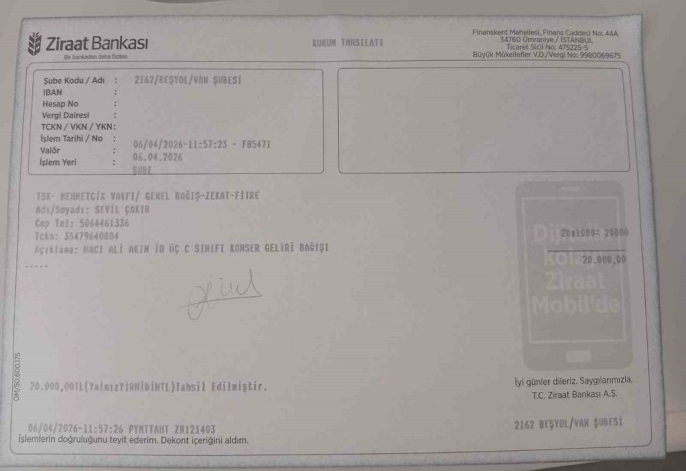 Ziraat Bankası
Bir bankadan daha fazlası
KURUM TAHSİLATI
Finanskent Mahallesi, Finans Caddesi No: 44A
34760 Ümraniye / İSTANBUL
Ticaret Sicil No: 475225-5
Büyük Mükellefler V.D./Vergi No: 9980069675
Şube Kodu / Adı : 2162/BEŞYOL/VAN ŞUBESİ
IBAN :
Hesap No :
Vergi Dairesi :
TCKN / VKN / YKN:
İşlem Tarihi / No : 06/04/2026-11:57:23 - F85471
Valör : 06.04.2026
İşlem Yeri : ŞUBE
TSK- MEHMETCİK VAKFI/ GENEL BAĞIŞ-ZEKAT-FİTRE
Adı/Soyadı: SEVİL ÇAKIR
Cep Tel: 5064461336
Tckn: 35479640884
Açıklama: HACI ALİ AKIN İO ÜÇ C SINIFI KONSER GELİRİ BAĞIŞI
-----
20x1000: 20000
20.000,00
Ziraat
Mobil'de
20.000,00TL(YalnızYİRMİBİNTL)Tahsil Edilmiştir.
İyi günler dileriz. Saygılarımızla.
T.C. Ziraat Bankası A.Ş.
06/04/2026-11:57:26 PYMTTAHT ZR121403
2162 BEŞYOL/VAN ŞUBESİ
İşlemlerin doğruluğunu teyit ederim. Dekont içeriğini aldım.